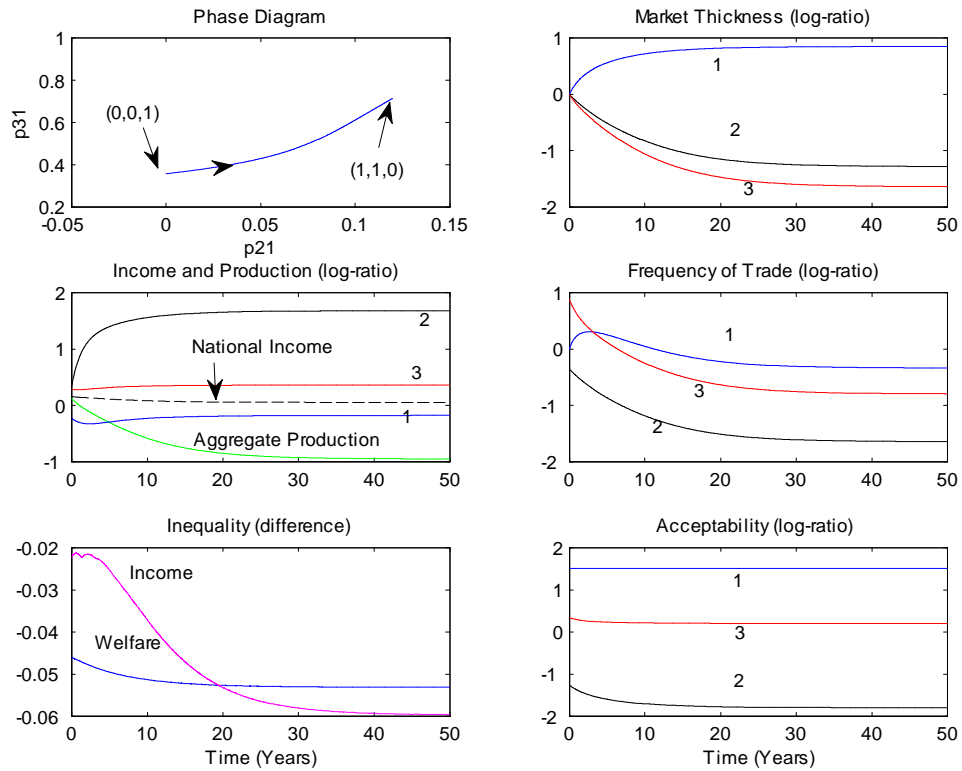 Phase Diagram
1
0.8
0.6
0.4
0.2
p31
(0,0,1)
(1,1,0)
-0.05 0 0.05 0.1 0.15
p21
Market Thickness (log-ratio)
1
0
-1
-2
1
2
3
0 10 20 30 40 50
Income and Production (log-ratio)
2
1
0
-1
2
National Income
3
1
Aggregate Production
0 10 20 30 40 50
Frequency of Trade (log-ratio)
1
0
-1
-2
1
3
2
0 10 20 30 40 50
Inequality (difference)
-0.02
-0.03
-0.04
-0.05
-0.06
Income
Welfare
0 10 20 30 40 50
Time (Years)
Acceptability (log-ratio)
2
1
0
-1
-2
1
3
2
0 10 20 30 40 50
Time (Years)